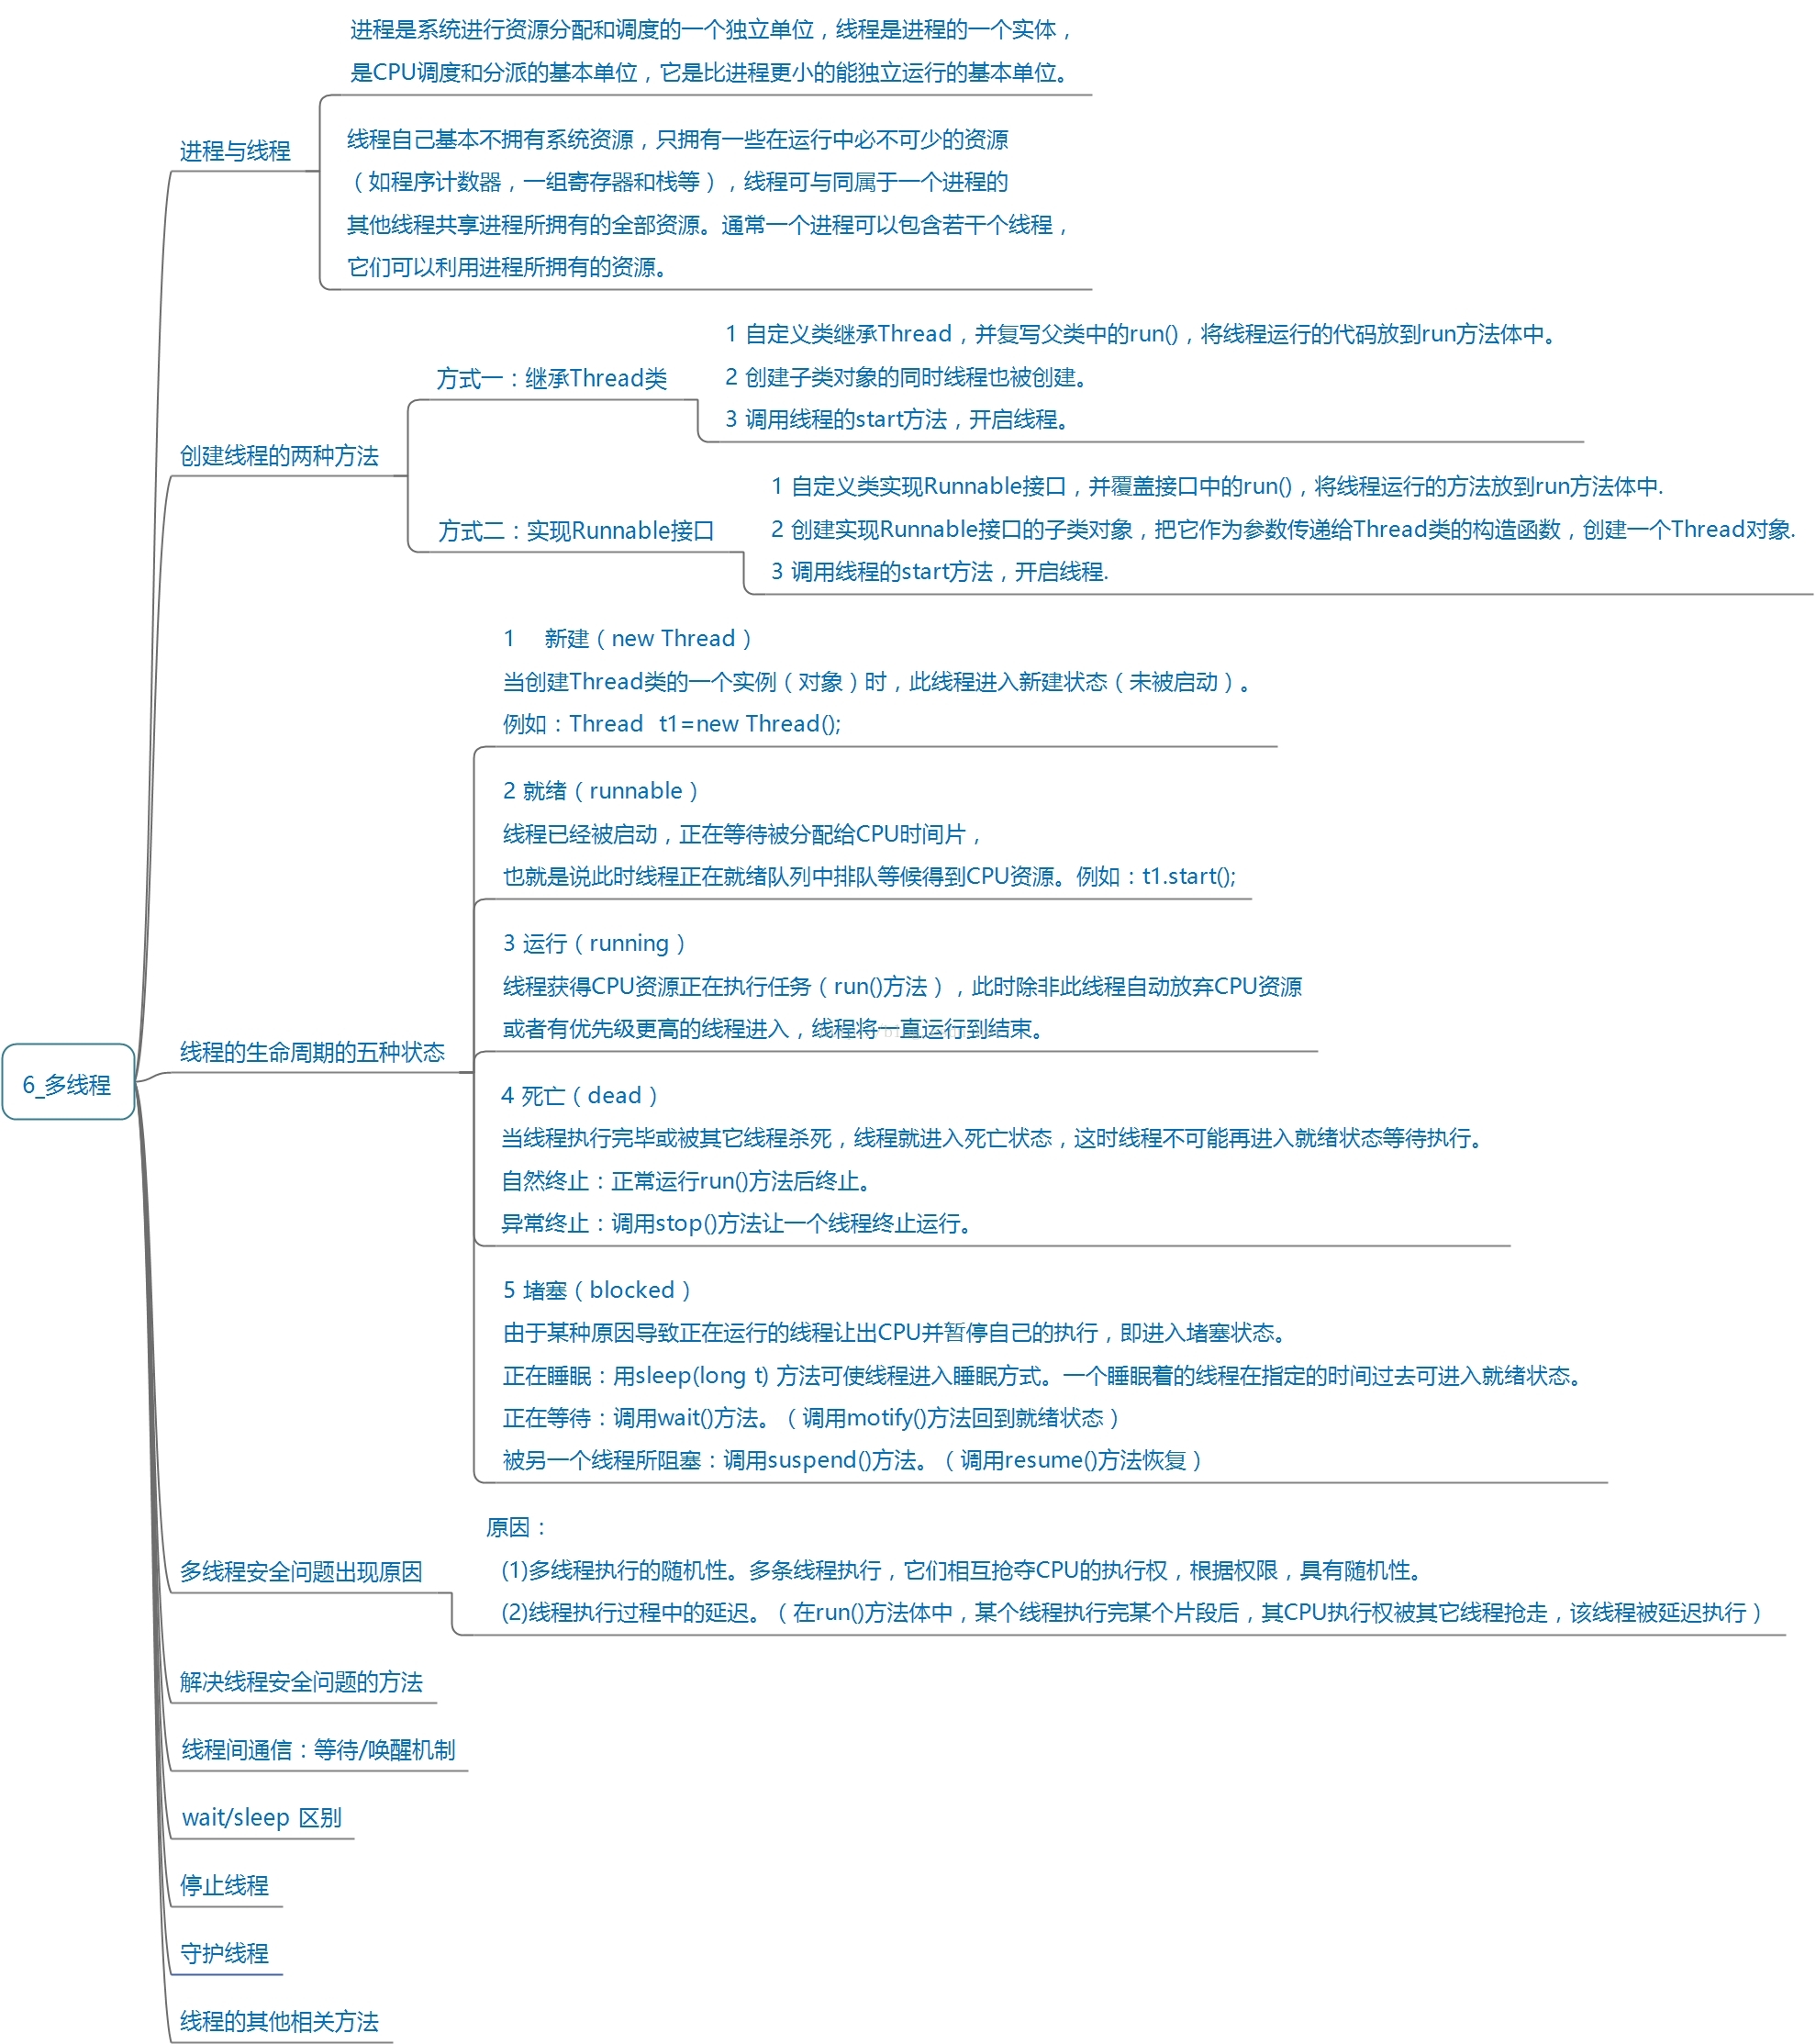 进程是系统进行资源分配和调度的一个独立单位，线程是进程的一个实体，
是CPU调度和分派的基本单位，它是比进程更小的能独立运行的基本单位。
进程与线程
线程自己基本不拥有系统资源，只拥有一些在运行中必不可少的资源
（如程序计数器，一组寄存器和栈等），线程可与同属于一个进程的
其他线程共享进程所拥有的全部资源。通常一个进程可以包含若干个线程，
它们可以利用进程所拥有的资源。
创建线程的两种方法
方式一：继承Thread类
1 自定义类继承Thread，并复写父类中的run()，将线程运行的代码放到run方法体中。
2 创建子类对象的同时线程也被创建。
3 调用线程的start方法，开启线程。
方式二：实现Runnable接口
1 自定义类实现Runnable接口，并覆盖接口中的run()，将线程运行的方法放到run方法体中.
2 创建实现Runnable接口的子类对象，把它作为参数传递给Thread类的构造函数，创建一个Thread对象.
3 调用线程的start方法，开启线程.
6_多线程
线程的生命周期的五种状态
1 新建（new Thread）
当创建Thread类的一个实例（对象）时，此线程进入新建状态（未被启动）。
例如：Thread t1=new Thread();
2 就绪（runnable）
线程已经被启动，正在等待被分配给CPU时间片，
也就是说此时线程正在就绪队列中排队等候得到CPU资源。例如：t1.start();
3 运行（running）
线程获得CPU资源正在执行任务（run()方法），此时除非此线程自动放弃CPU资源
或者有优先级更高的线程进入，线程将一直运行到结束。
4 死亡（dead）
当线程执行完毕或被其它线程杀死，线程就进入死亡状态，这时线程不可能再进入就绪状态等待执行。
自然终止：正常运行run()方法后终止。
异常终止：调用stop()方法让一个线程终止运行。
5 堵塞（blocked）
由于某种原因导致正在运行的线程让出CPU并暂停自己的执行，即进入堵塞状态。
正在睡眠：用sleep(long t) 方法可使线程进入睡眠方式。一个睡眠着的线程在指定的时间过去可进入就绪状态。
正在等待：调用wait()方法。（调用motify()方法回到就绪状态）
被另一个线程所阻塞：调用suspend()方法。（调用resume()方法恢复）
多线程安全问题出现原因
原因：
(1)多线程执行的随机性。多条线程执行，它们相互抢夺CPU的执行权，根据权限，具有随机性。
(2)线程执行过程中的延迟。（在run()方法体中，某个线程执行完某个片段后，其CPU执行权被其它线程抢走，该线程被延迟执行）
解决线程安全问题的方法
线程间通信：等待/唤醒机制
wait/sleep 区别
停止线程
守护线程
线程的其他相关方法